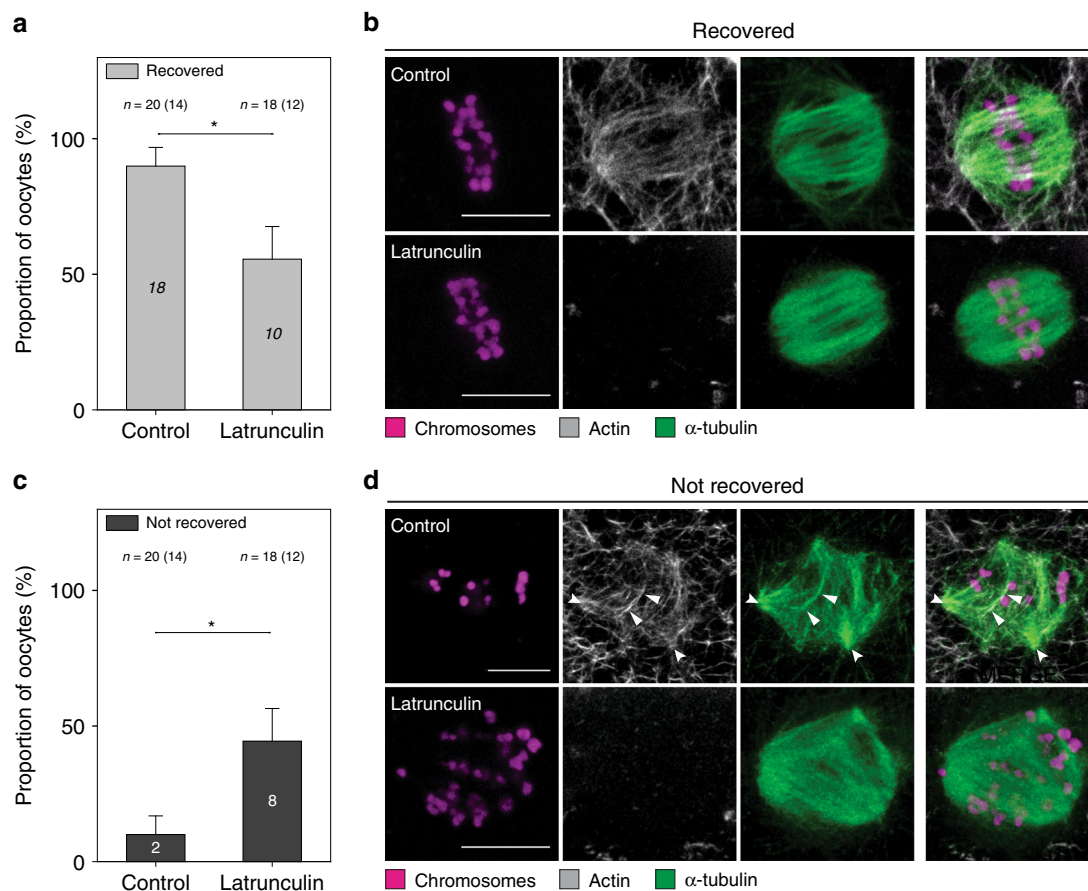 a
Recovered
n = 20 (14) n = 18 (12)
*
Proportion of oocytes (%)
100
50
0
18
10
Control Latrunculin
b
Recovered
Control
Latrunculin
Chromosomes Actin α-tubulin
c
Not recovered
n = 20 (14) n = 18 (12)
*
Proportion of oocytes (%)
100
50
0
2
8
Control Latrunculin
d
Not recovered
Control
Latrunculin
Chromosomes Actin α-tubulin